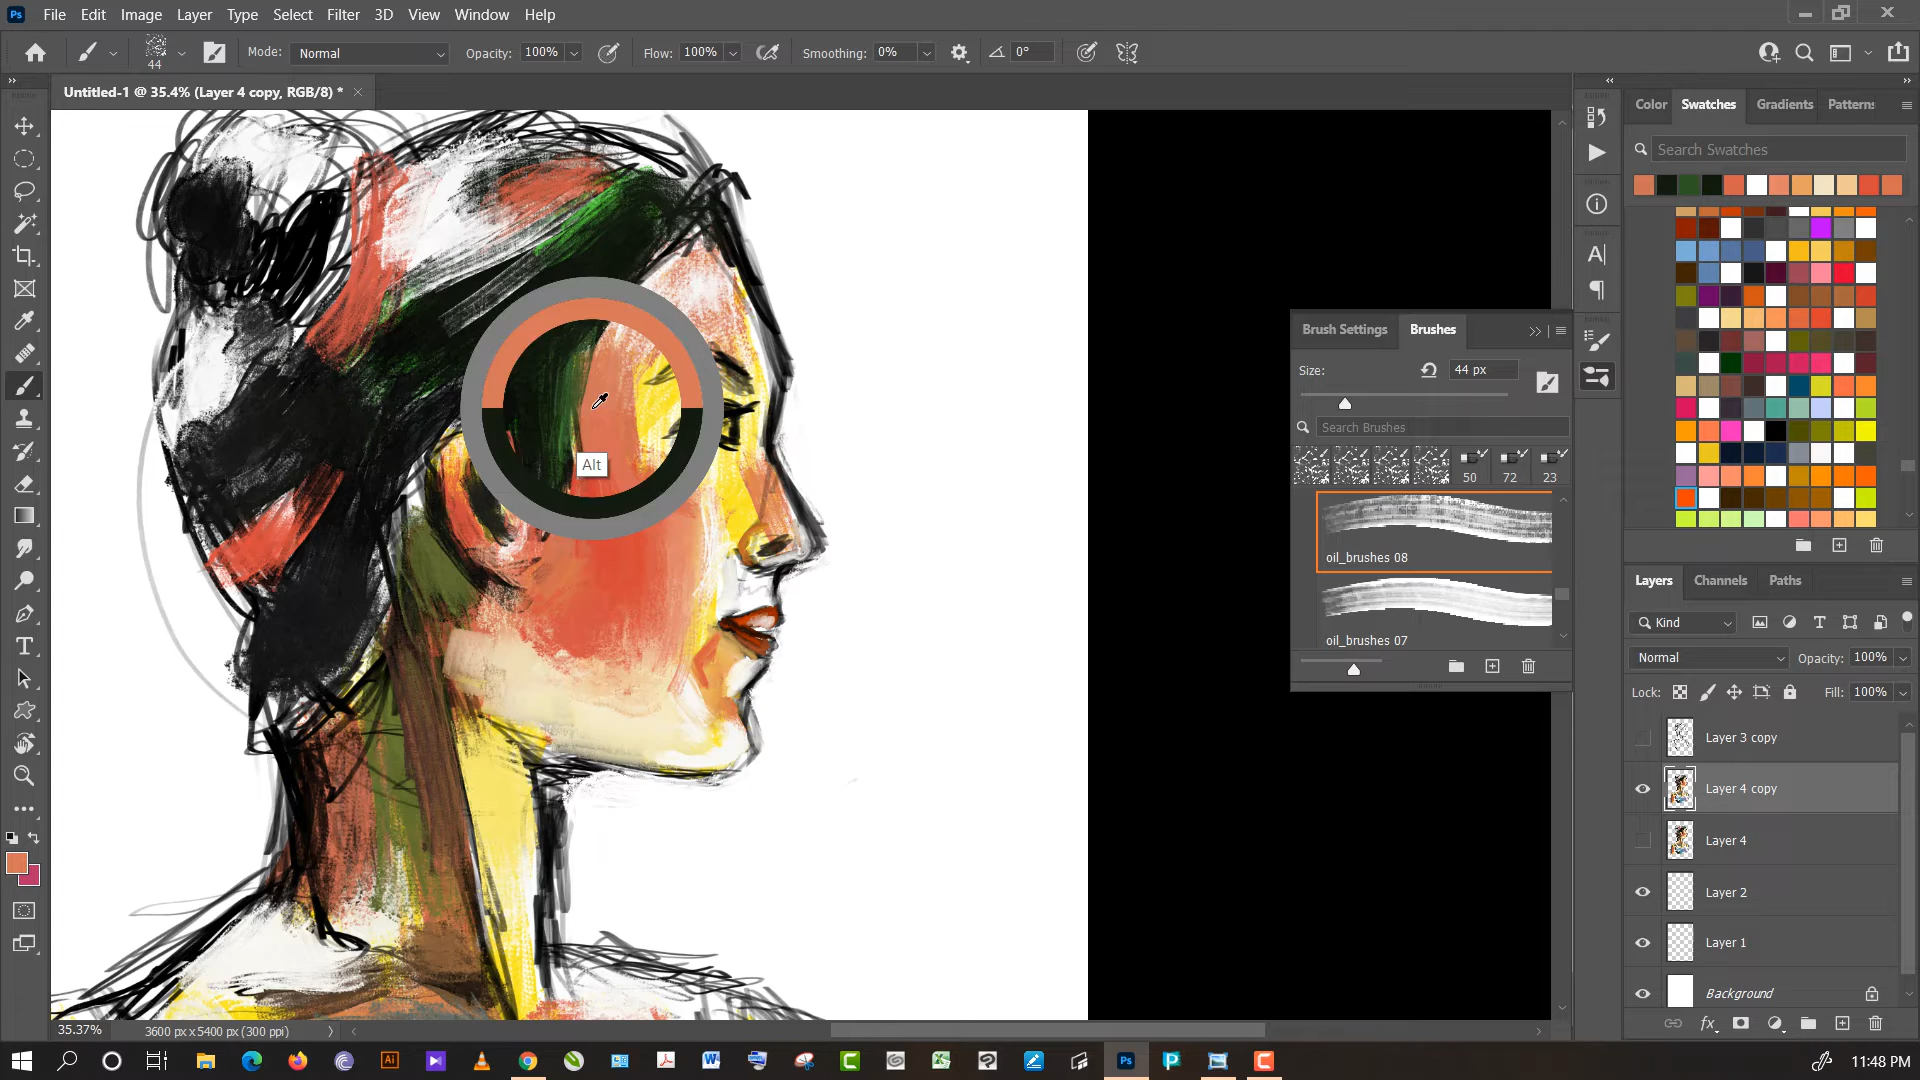 Ps File Edit Image Layer Type Select Filter 3D View Window Help
44 Mode: Normal Opacity: 100% Flow: 100% Smoothing: 0% 0°
Untitled-1 @ 35.4% (Layer 4 copy, RGB/8) *
Color Swatches Gradients Patterns
Search Swatches
Brush Settings Brushes
Size: 44 px
Search Brushes
50 72 23
oil_brushes 08
oil_brushes 07
Alt
Layers Channels Paths
Kind
Normal Opacity: 100%
Lock: Fill: 100%
Layer 3 copy
Layer 4 copy
Layer 4
Layer 2
Layer 1
Background
35.37% 3600 px x 5400 px (300 ppi)
11:48 PM